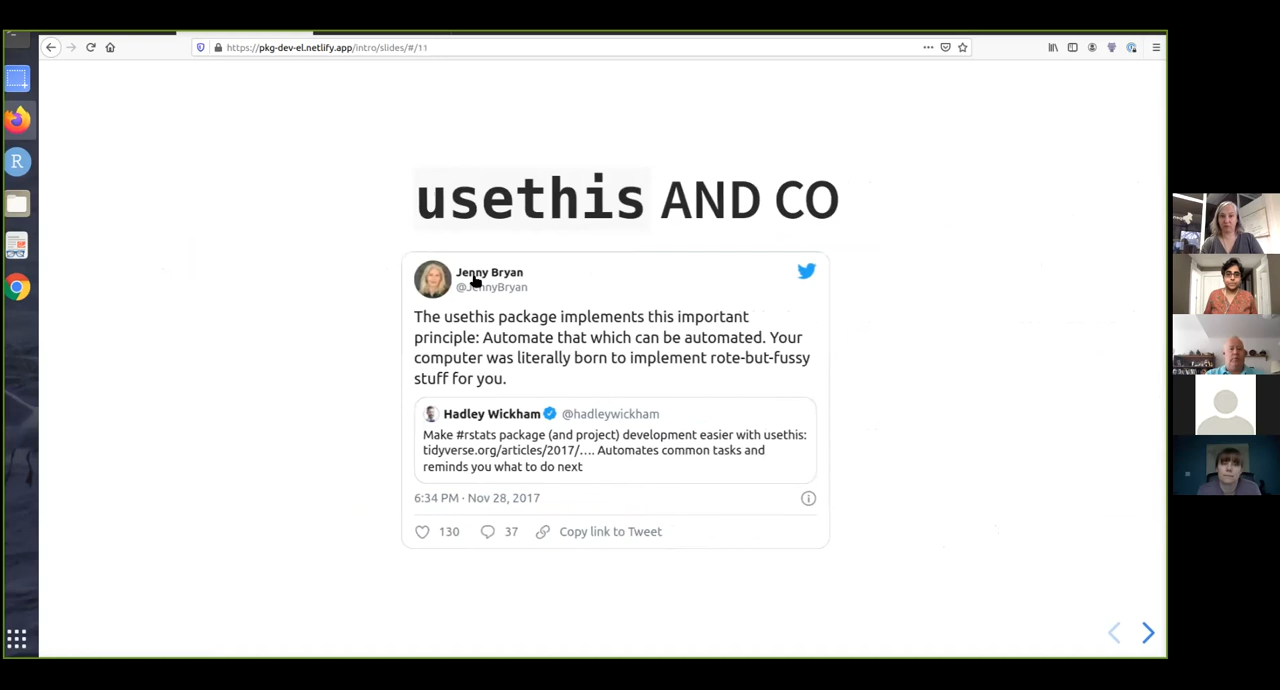 https://pkg-dev-el.netlify.app/intro/slides/#/11
usethis AND CO
Jenny Bryan
@JennyBryan
The usethis package implements this important
principle: Automate that which can be automated. Your
computer was literally born to implement rote-but-fussy
stuff for you.
Hadley Wickham @hadleywickham
Make #rstats package (and project) development easier with usethis:
tidyverse.org/articles/2017/.... Automates common tasks and
reminds you what to do next
6:34 PM · Nov 28, 2017
130 37 Copy link to Tweet
R